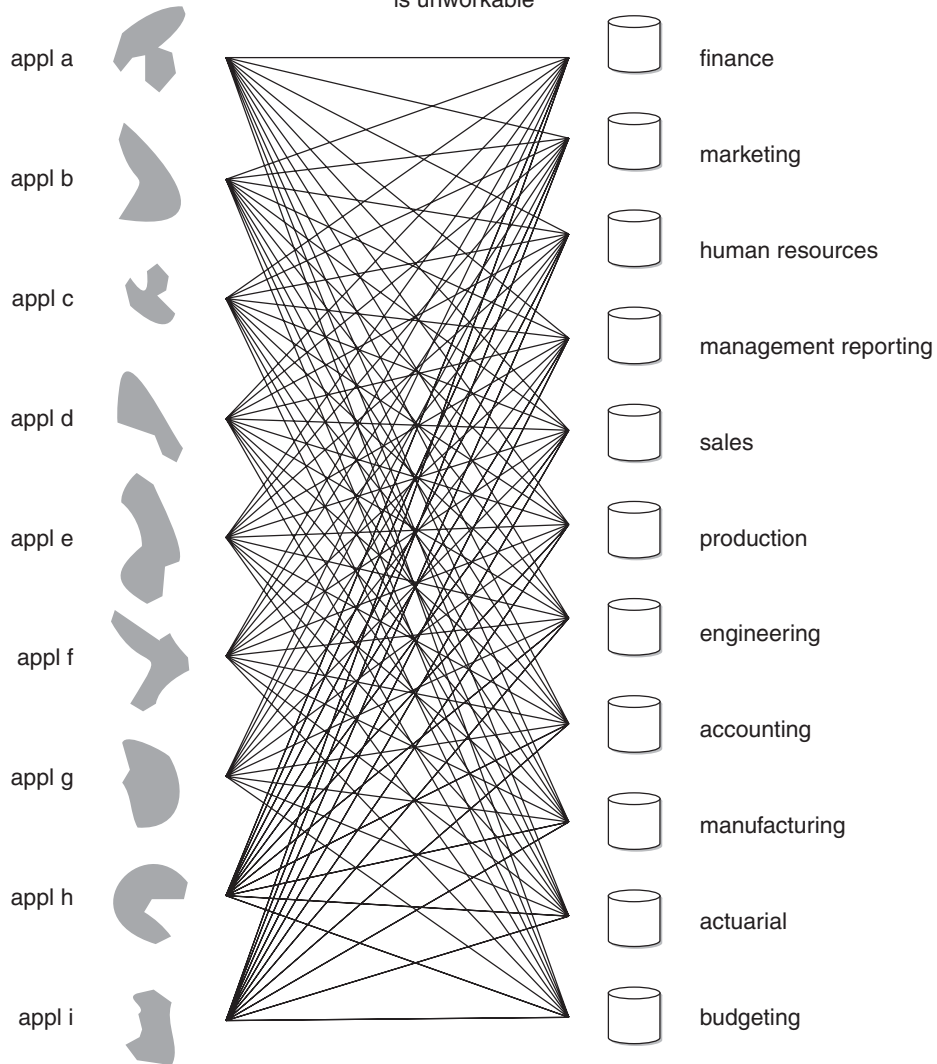 is unworkable
appl a
finance
marketing
appl b
human resources
appl c
management reporting
appl d
sales
appl e
production
engineering
appl f
accounting
appl g
manufacturing
appl h
actuarial
appl i
budgeting